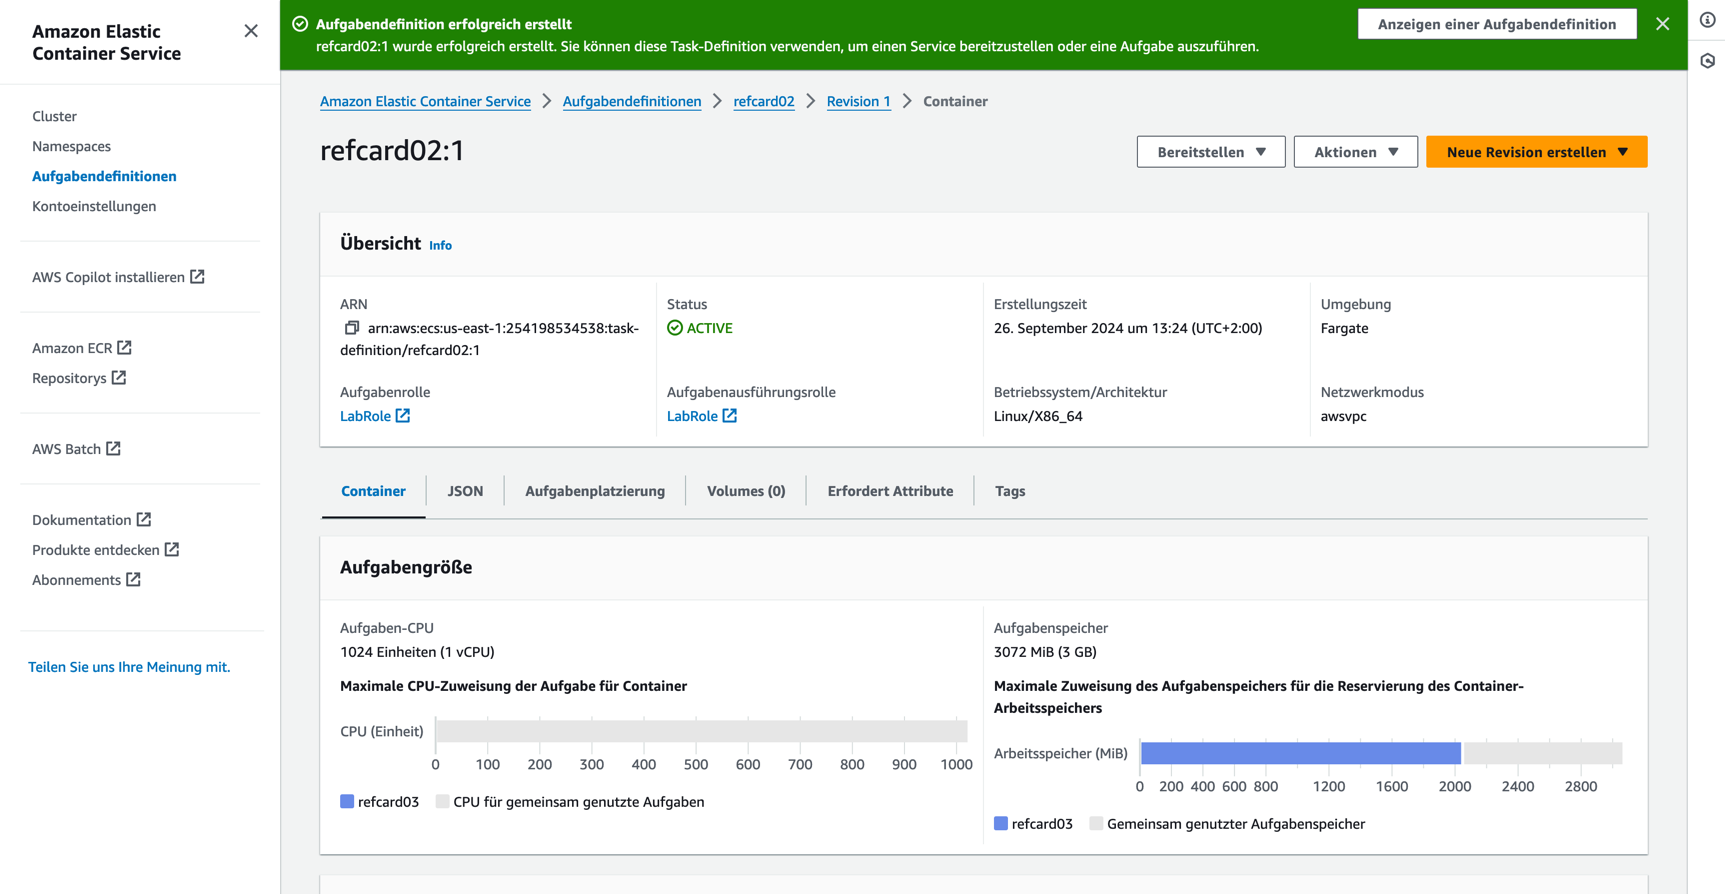 Amazon Elastic
Container Service
Cluster
Namespaces
Aufgabendefinitionen
Kontoeinstellungen
AWS Copilot installieren
Amazon ECR
Repositorys
AWS Batch
Dokumentation
Produkte entdecken
Abonnements
Teilen Sie uns Ihre Meinung mit.
Aufgabendefinition erfolgreich erstellt
refcard02:1 wurde erfolgreich erstellt. Sie können diese Task-Definition verwenden, um einen Service bereitzustellen oder eine Aufgabe auszuführen.
Anzeigen einer Aufgabendefinition
Amazon Elastic Container Service > Aufgabendefinitionen > refcard02 > Revision 1 > Container
refcard02:1
Bereitstellen
Aktionen
Neue Revision erstellen
Übersicht Info
ARN
arn:aws:ecs:us-east-1:254198534538:task-
definition/refcard02:1
Status
ACTIVE
Erstellungszeit
26. September 2024 um 13:24 (UTC+2:00)
Umgebung
Fargate
Aufgabenrolle
LabRole
Aufgabenausführungsrolle
LabRole
Betriebssystem/Architektur
Linux/X86_64
Netzwerkmodus
awsvpc
Container
JSON
Aufgabenplatzierung
Volumes (0)
Erfordert Attribute
Tags
Aufgabengröße
Aufgaben-CPU
1024 Einheiten (1 vCPU)
Maximale CPU-Zuweisung der Aufgabe für Container
CPU (Einheit)
0 100 200 300 400 500 600 700 800 900 1000
refcard03 CPU für gemeinsam genutzte Aufgaben
Aufgabenspeicher
3072 MiB (3 GB)
Maximale Zuweisung des Aufgabenspeichers für die Reservierung des Container-
Arbeitsspeichers
Arbeitsspeicher (MiB)
0 200 400 600 800 1200 1600 2000 2400 2800
refcard03 Gemeinsam genutzter Aufgabenspeicher